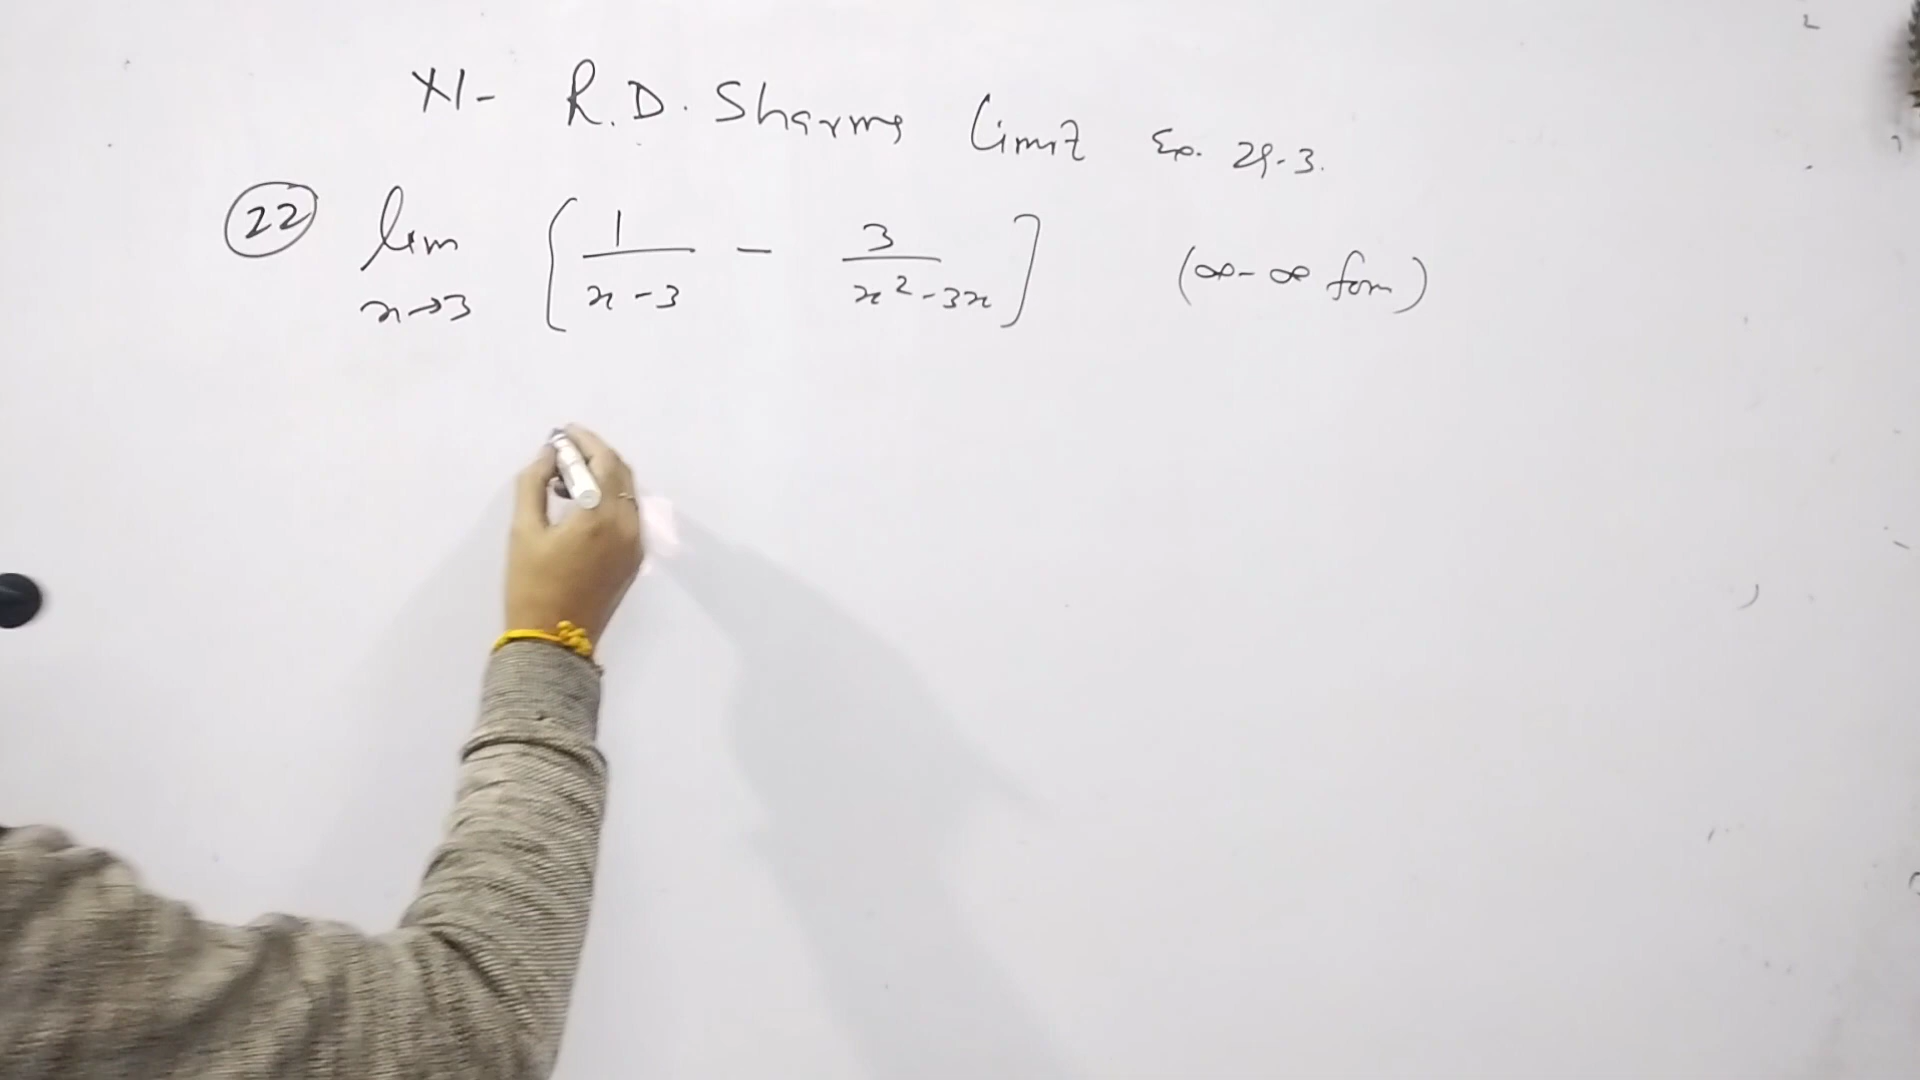 XI- R.D. Sharma Limit Ex. 29.3.
22 lim x→3 [ 1/(x-3) - 3/(x²-3x) ] (∞-∞ form)